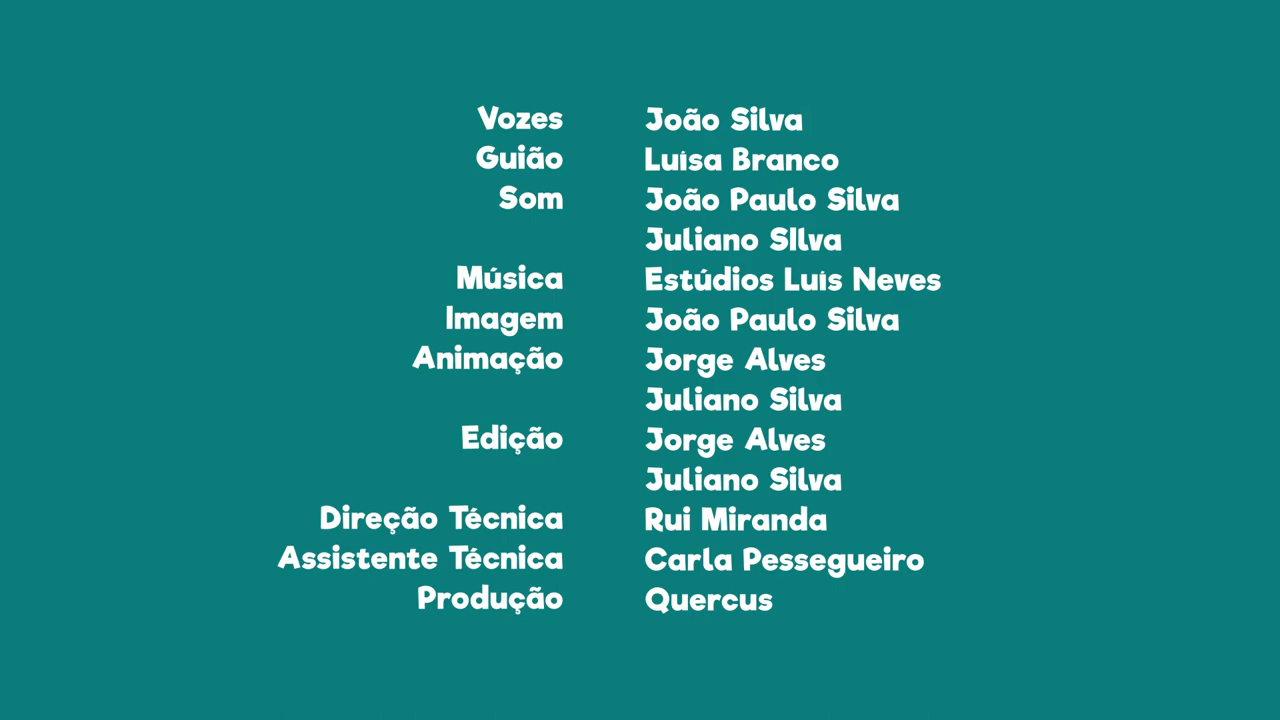 Vozes João Silva
Guião Luísa Branco
Som João Paulo Silva
Juliano SIlva
Música Estúdios Luís Neves
Imagem João Paulo Silva
Animação Jorge Alves
Juliano Silva
Edição Jorge Alves
Juliano Silva
Direção Técnica Rui Miranda
Assistente Técnica Carla Pessegueiro
Produção Quercus